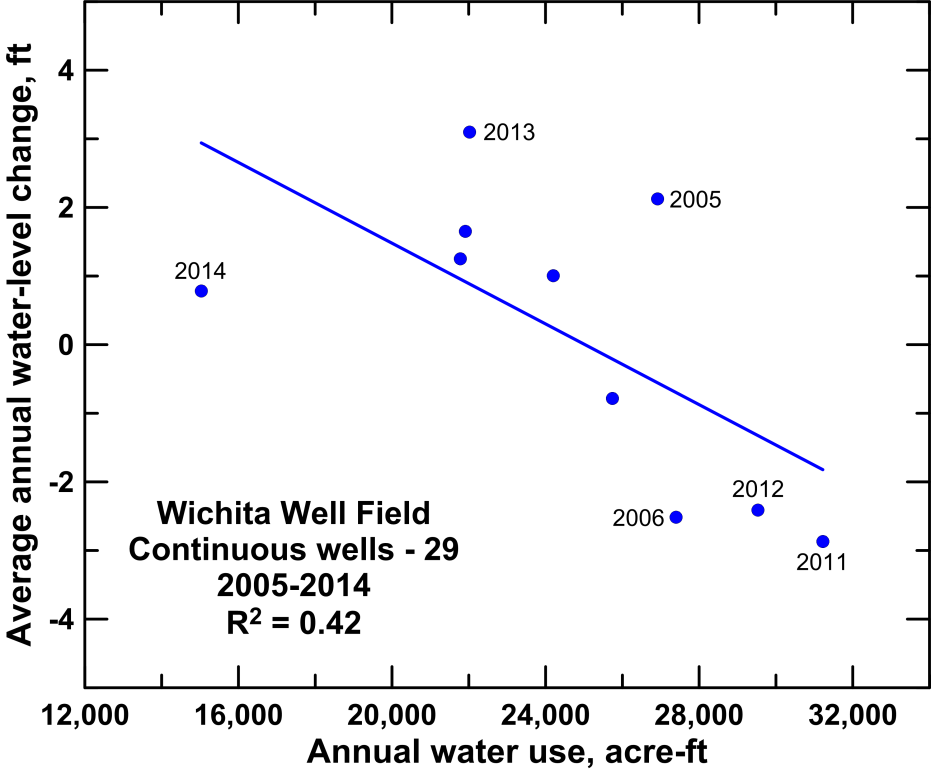 Average annual water-level change, ft
4
2
0
-2
-4
2013
2005
2014
2012
2006
2011
Wichita Well Field
Continuous wells - 29
2005-2014
R² = 0.42
12,000 16,000 20,000 24,000 28,000 32,000
Annual water use, acre-ft